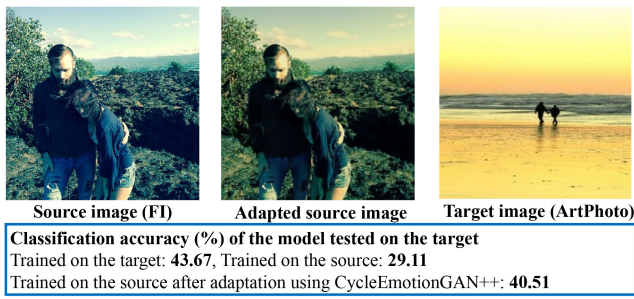 Source image (FI)
Adapted source image
Target image (ArtPhoto)
Classification accuracy (%) of the model tested on the target
Trained on the target: 43.67, Trained on the source: 29.11
Trained on the source after adaptation using CycleEmotionGAN++: 40.51